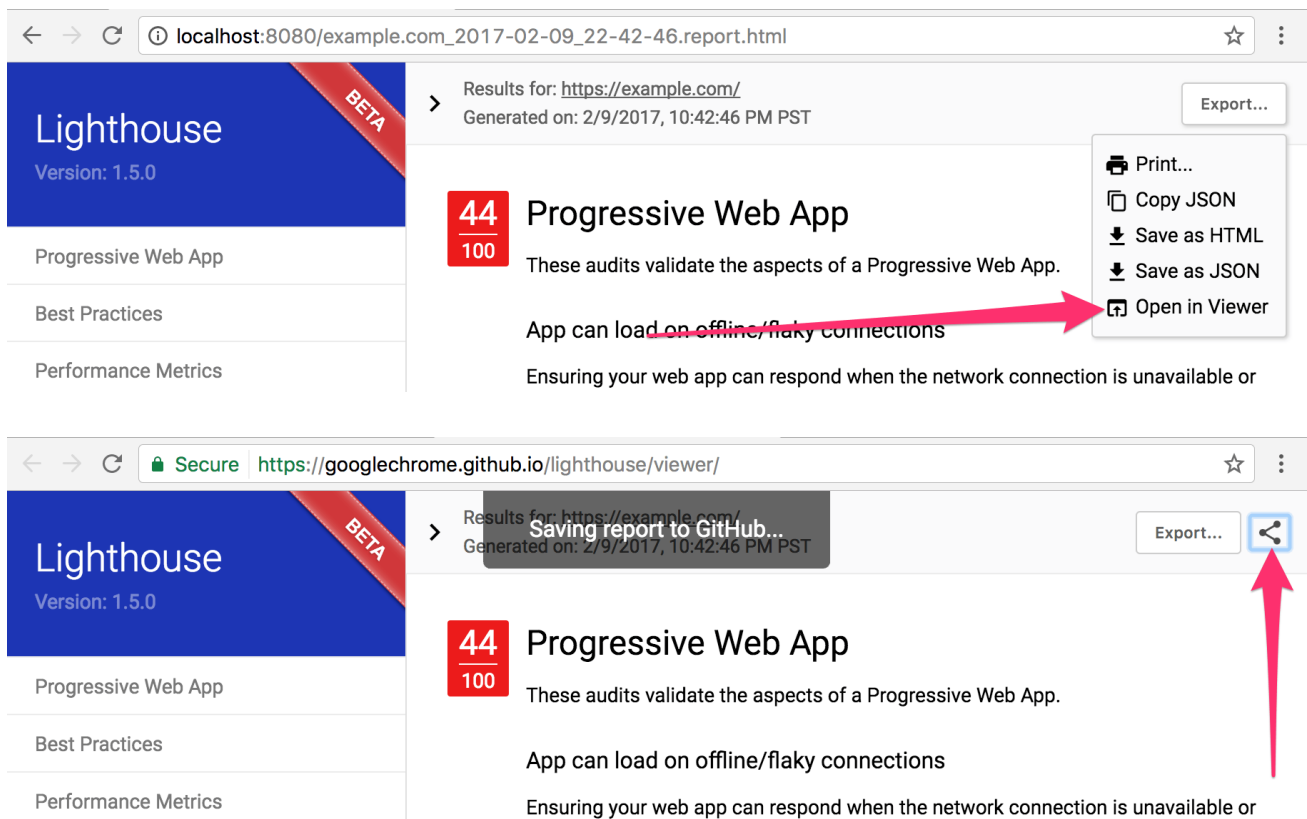 localhost:8080/example.com_2017-02-09_22-42-46.report.html
Lighthouse
Version: 1.5.0
BETA
Progressive Web App
Best Practices
Performance Metrics
Results for: https://example.com/
Generated on: 2/9/2017, 10:42:46 PM PST
Export...
Print...
Copy JSON
Save as HTML
Save as JSON
Open in Viewer
44
100
Progressive Web App
These audits validate the aspects of a Progressive Web App.
App can load on offline/flaky connections
Ensuring your web app can respond when the network connection is unavailable or
Secure https://googlechrome.github.io/lighthouse/viewer/
Lighthouse
Version: 1.5.0
BETA
Progressive Web App
Best Practices
Performance Metrics
Results for: https://example.com/
Saving report to GitHub...
Generated on: 2/9/2017, 10:42:46 PM PST
Export...
44
100
Progressive Web App
These audits validate the aspects of a Progressive Web App.
App can load on offline/flaky connections
Ensuring your web app can respond when the network connection is unavailable or